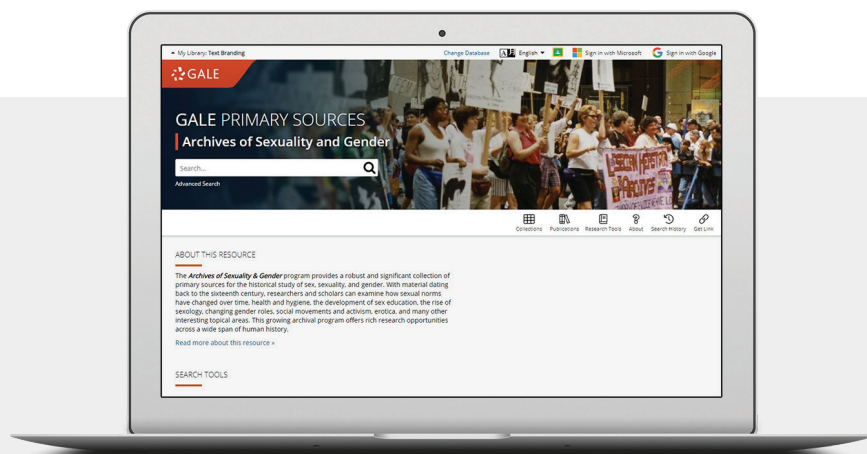 My Library: Text Branding
Change Database
English
Sign in with Microsoft
Sign in with Google
GALE
GALE PRIMARY SOURCES
Archives of Sexuality and Gender
Search...
Advanced Search
LESBIAN HERSTORY
ARCHIVES
Collections
Publications
Research Tools
About
Search History
Get Link
ABOUT THIS RESOURCE
The Archives of Sexuality & Gender program provides a robust and significant collection of
primary sources for the historical study of sex, sexuality, and gender. With material dating
back to the sixteenth century, researchers and scholars can examine how sexual norms
have changed over time, health and hygiene, the development of sex education, the rise of
sexology, changing gender roles, social movements and activism, erotica, and many other
interesting topical areas. This growing archival program offers rich research opportunities
across a wide span of human history.
Read more about this resource »
SEARCH TOOLS